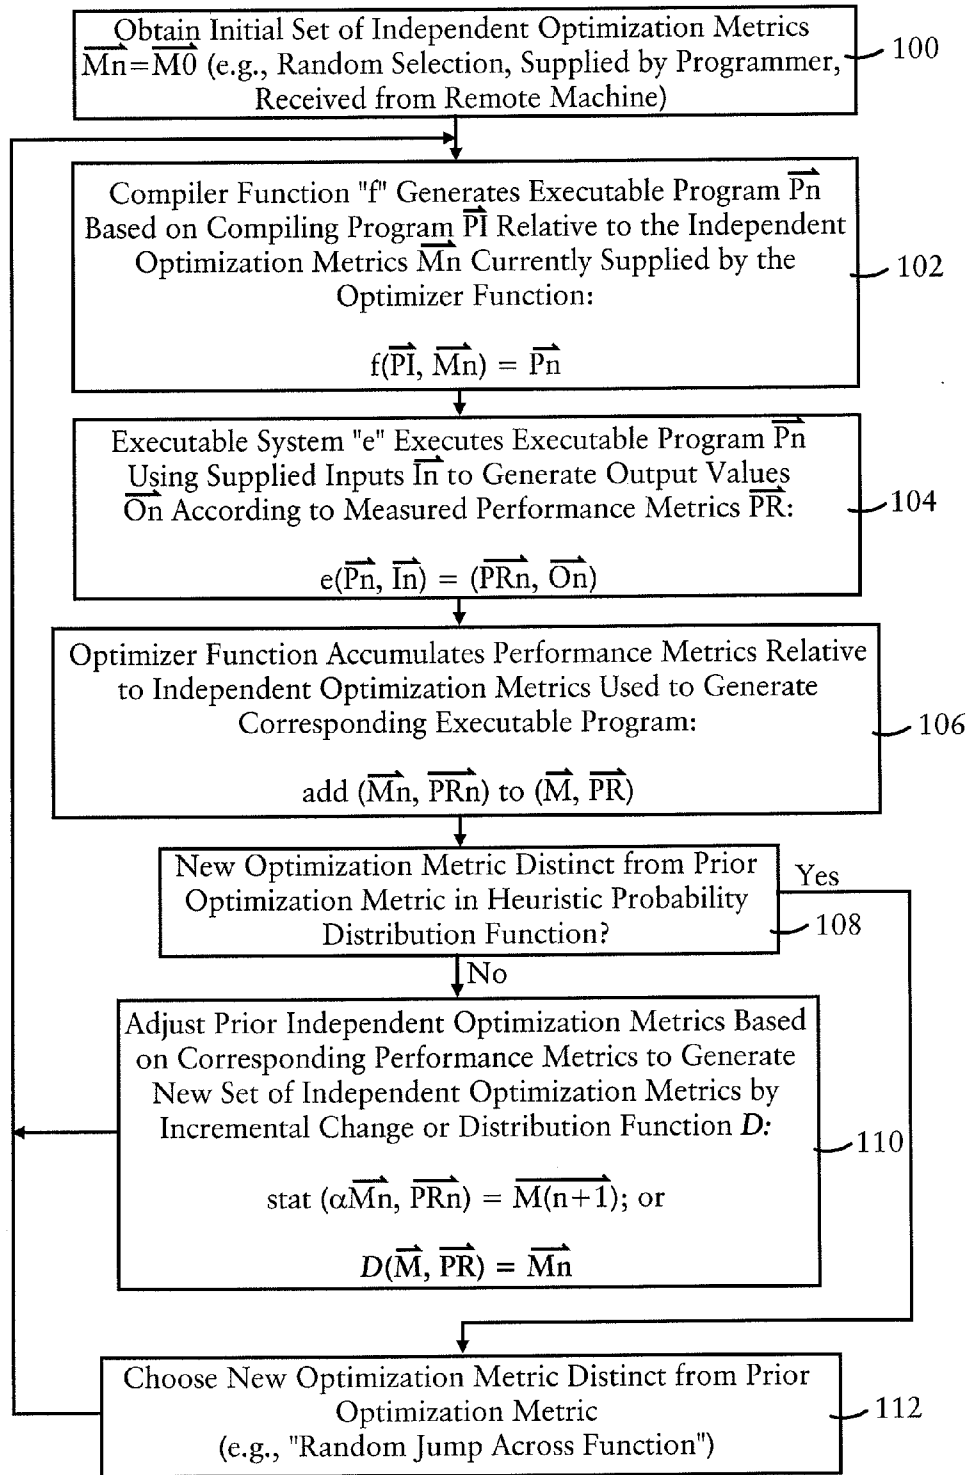 Obtain Initial Set of Independent Optimization Metrics
Mn⃗=M0⃗ (e.g., Random Selection, Supplied by Programmer,
Received from Remote Machine)
100
Compiler Function "f" Generates Executable Program Pn⃗
Based on Compiling Program PI⃗ Relative to the Independent
Optimization Metrics Mn⃗ Currently Supplied by the
Optimizer Function:
f(PI⃗, Mn⃗) = Pn⃗
102
Executable System "e" Executes Executable Program Pn⃗
Using Supplied Inputs In⃗ to Generate Output Values
On⃗ According to Measured Performance Metrics PR⃗:
e(Pn⃗, In⃗) = (PRn⃗, On⃗)
104
Optimizer Function Accumulates Performance Metrics Relative
to Independent Optimization Metrics Used to Generate
Corresponding Executable Program:
add (Mn⃗, PRn⃗) to (M⃗, PR⃗)
106
New Optimization Metric Distinct from Prior
Optimization Metric in Heuristic Probability
Distribution Function?
Yes
108
No
Adjust Prior Independent Optimization Metrics Based
on Corresponding Performance Metrics to Generate
New Set of Independent Optimization Metrics by
Incremental Change or Distribution Function D:
stat (αMn⃗, PRn⃗) = M(n+1)⃗; or
D(M⃗, PR⃗) = Mn⃗
110
Choose New Optimization Metric Distinct from Prior
Optimization Metric
(e.g., "Random Jump Across Function")
112